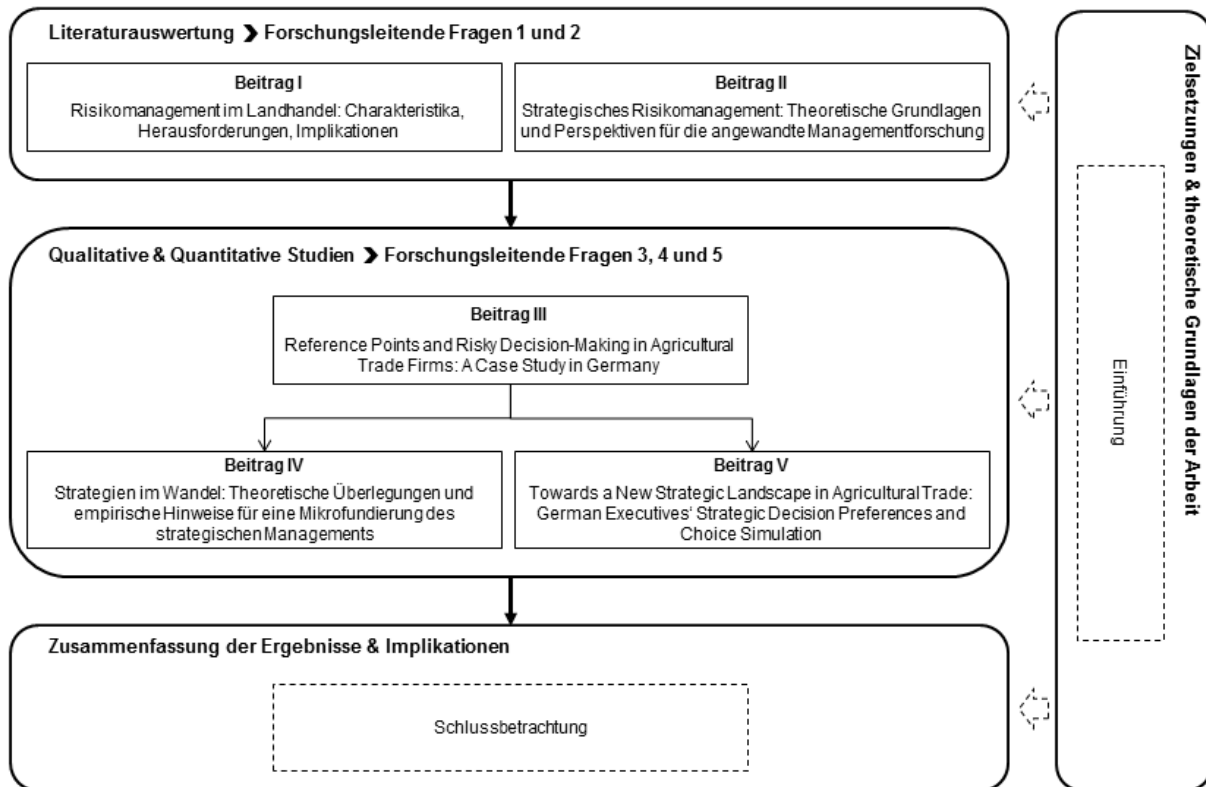 Literaturauswertung ❯ Forschungsleitende Fragen 1 und 2
Beitrag I
Risikomanagement im Landhandel: Charakteristika,
Herausforderungen, Implikationen
Beitrag II
Strategisches Risikomanagement: Theoretische Grundlagen
und Perspektiven für die angewandte Managementforschung
Qualitative & Quantitative Studien ❯ Forschungsleitende Fragen 3, 4 und 5
Beitrag III
Reference Points and Risky Decision-Making in Agricultural
Trade Firms: A Case Study in Germany
Beitrag IV
Strategien im Wandel: Theoretische Überlegungen und
empirische Hinweise für eine Mikrofundierung des
strategischen Managements
Beitrag V
Towards a New Strategic Landscape in Agricultural Trade:
German Executives‘ Strategic Decision Preferences and
Choice Simulation
Zusammenfassung der Ergebnisse & Implikationen
Schlussbetrachtung
Zielsetzungen & theoretische Grundlagen der Arbeit
Einführung